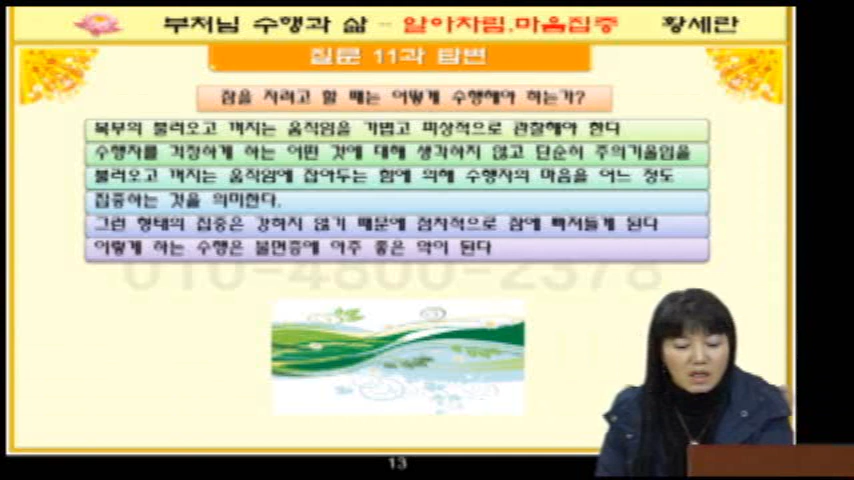 부처님 수행과 삶 - 알아차림.마음집중 황세란
질문 11과 답변
잠을 자려고 할 때는 어떻게 수행해야 하는가?
복부의 불러오고 꺼지는 움직임을 가볍고 피상적으로 관찰해야 한다
수행자를 걱정하게 하는 어떤 것에 대해 생각하지 않고 단순히 주의기울임을
불러오고 꺼지는 움직임에 잡아두는 힘에 의해 수행자의 마음을 어느 정도
집중하는 것을 의미한다.
그런 형태의 집중은 강하지 않기 때문에 점차적으로 잠에 빠져들게 된다
이렇게 하는 수행은 불면증에 아주 좋은 약이 된다
010-4800-2378
13